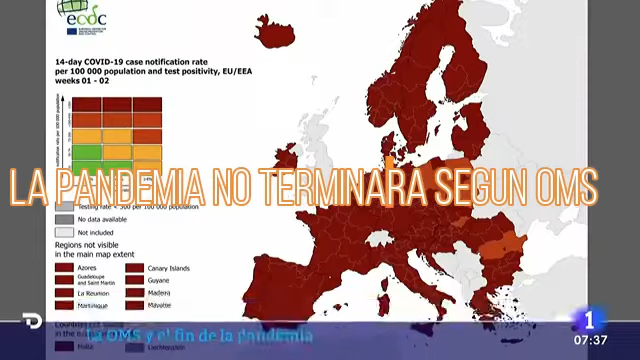 ecdc
14-day COVID-19 case notification rate
per 100 000 population and test positivity, EU/EEA
weeks 01 - 02
LA PANDEMIA NO TERMINARA SEGUN OMS
Testing rate < 300 per 100 000 population
No data available
Not included
Regions not visible
in the main map extent
Azores
Canary Islands
Guadeloupe
and Saint Martin
Guyane
La Reunion
Madeira
Martinique
Mayotte
la OMS y el fin de la pandemia
Malta
Liechtenstein
1
07:37